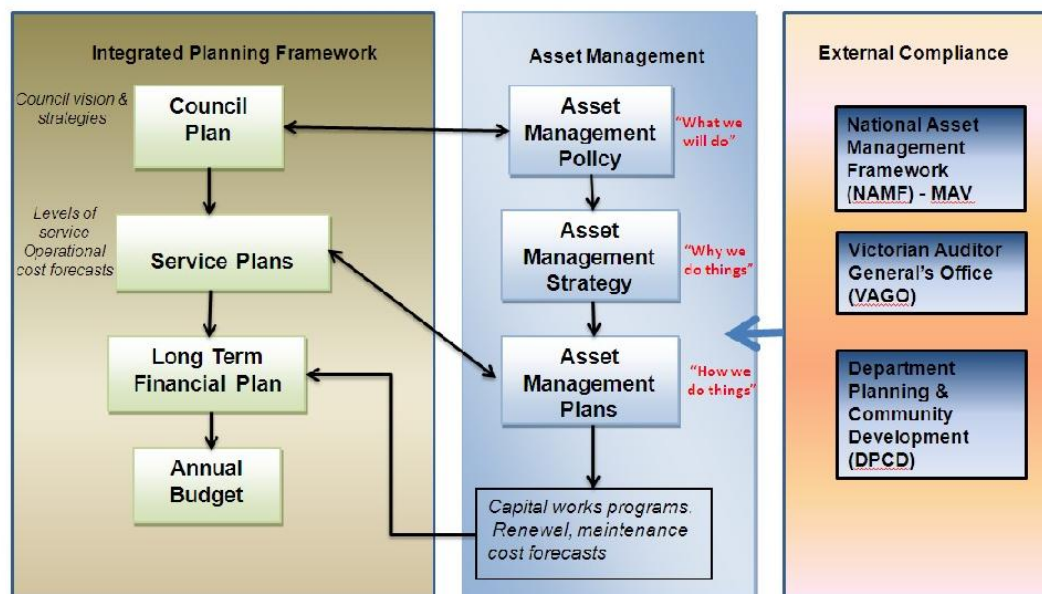 Integrated Planning Framework
Council vision &
strategies
Council
Plan
Levels of
service
Operational
cost forecasts
Service Plans
Long Term
Financial Plan
Annual
Budget
Asset Management
Asset
Management
Policy
"What we
will do"
Asset
Management
Strategy
"Why we
do things"
Asset
Management
Plans
"How we
do things"
Capital works programs.
Renewal, maintenance
cost forecasts
External Compliance
National Asset
Management
Framework
(NAMF) - MAV
Victorian Auditor
General's Office
(VAGO)
Department
Planning &
Community
Development
(DPCD)